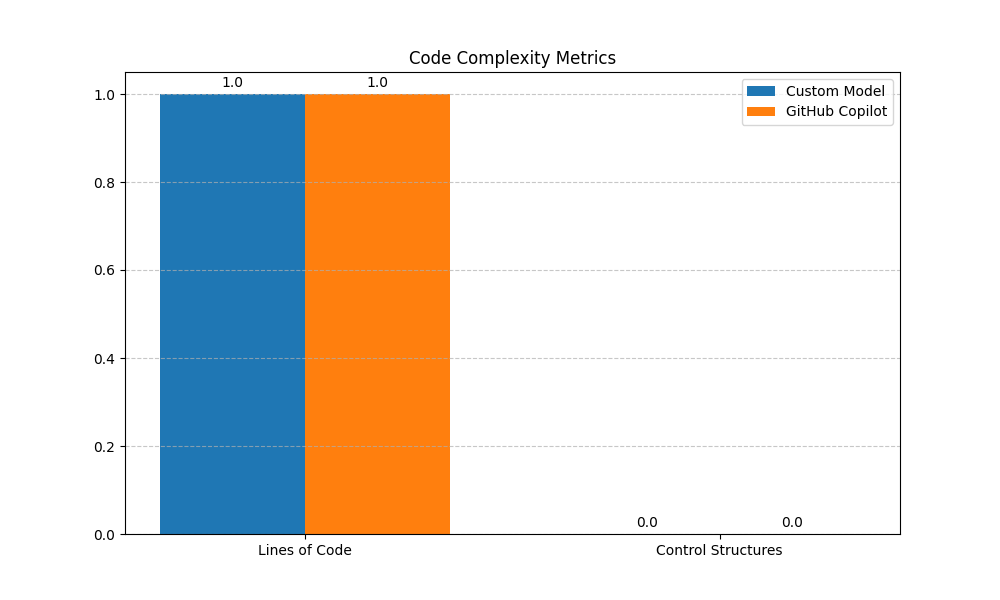 Code Complexity Metrics
1.0 1.0
Custom Model
GitHub Copilot
1.0
0.8
0.6
0.4
0.2
0.0
0.0 0.0
Lines of Code Control Structures